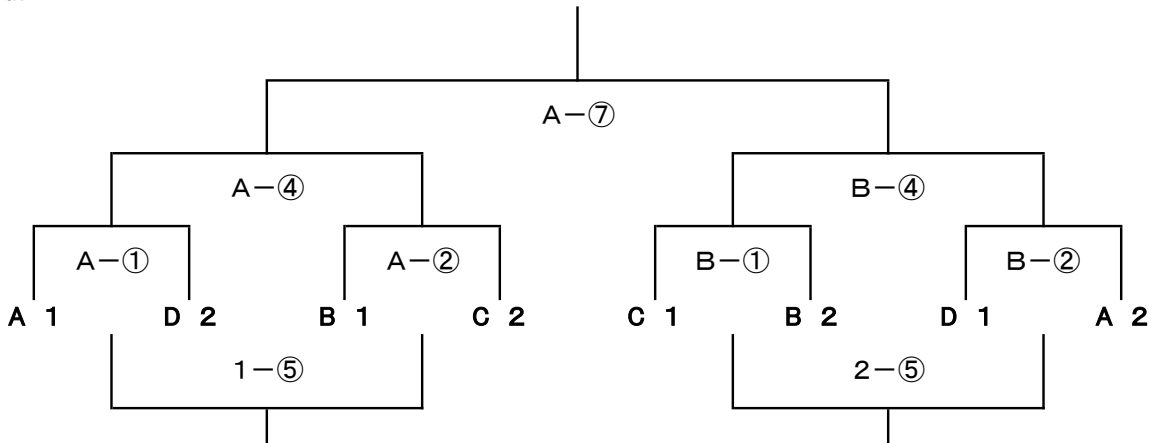 A-⑦
A-④ B-④
A-① A-② B-① B-②
A 1 D 2 B 1 C 2 C 1 B 2 D 1 A 2
1-⑤ 2-⑤